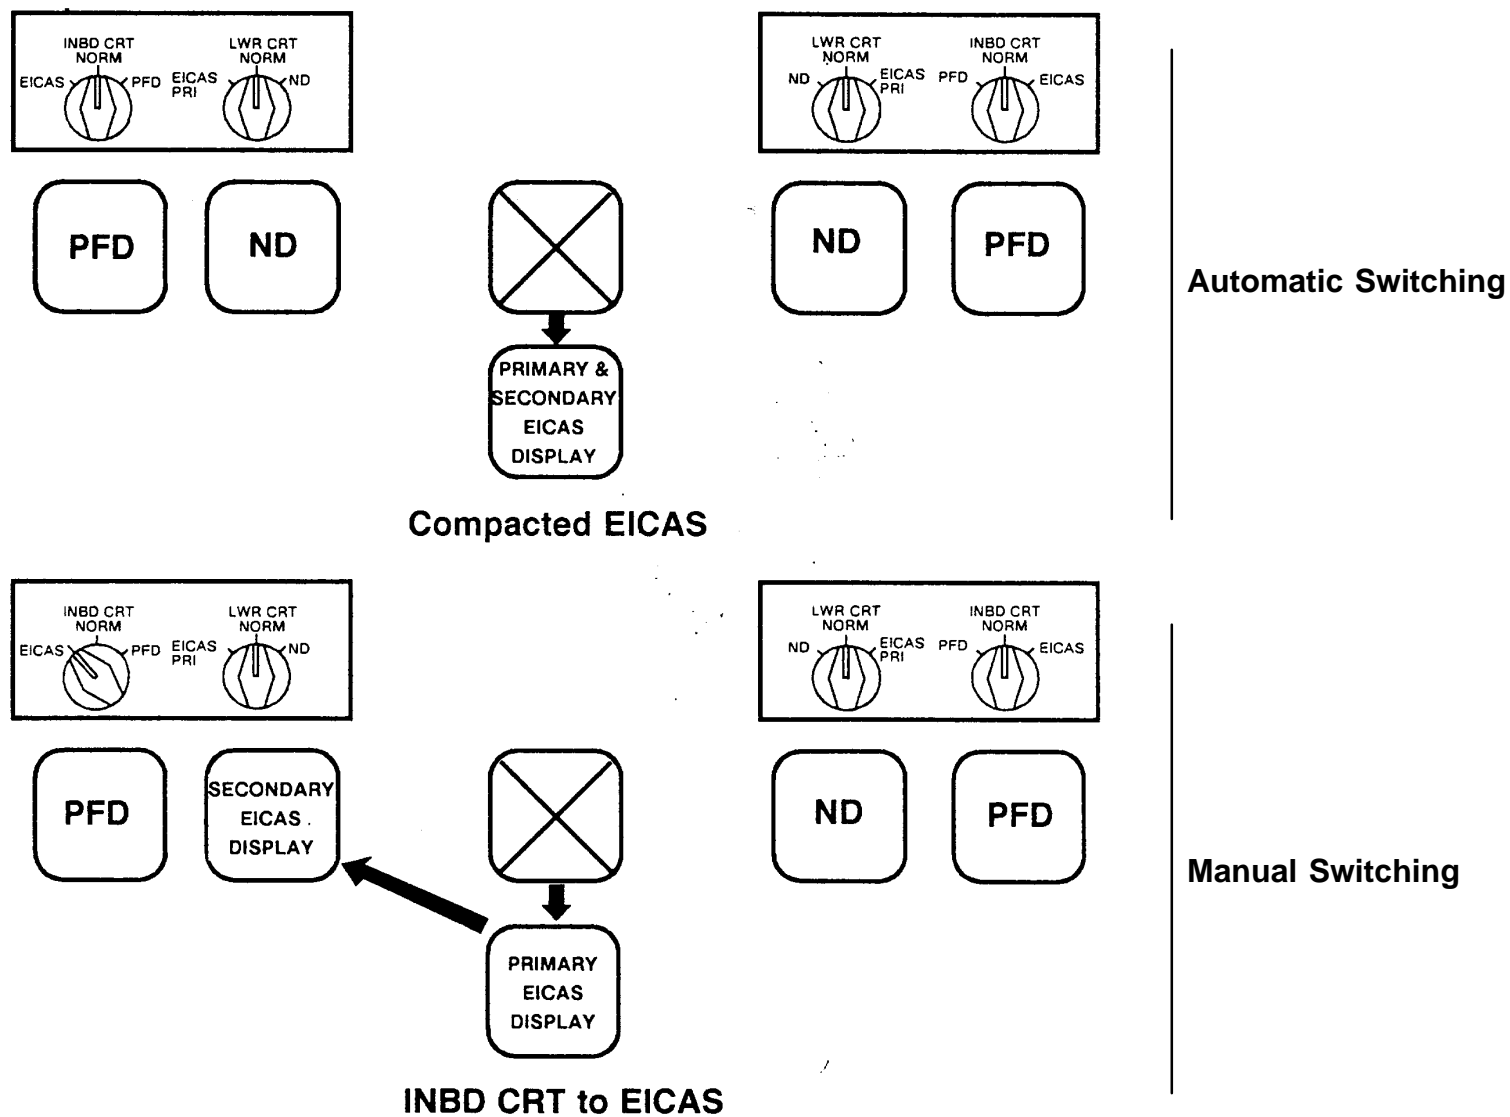 INBD CRT
NORM
EICAS
PFD
LWR CRT
NORM
EICAS
PRI
ND
LWR CRT
NORM
ND
EICAS
PRI
INBD CRT
NORM
PFD
EICAS
PFD
ND
ND
PFD
Automatic Switching
PRIMARY &
SECONDARY
EICAS
DISPLAY
Compacted EICAS
INBD CRT
NORM
EICAS
PFD
LWR CRT
NORM
EICAS
PRI
ND
LWR CRT
NORM
ND
EICAS
PRI
INBD CRT
NORM
PFD
EICAS
PFD
SECONDARY
EICAS
DISPLAY
ND
PFD
Manual Switching
PRIMARY
EICAS
DISPLAY
INBD CRT to EICAS